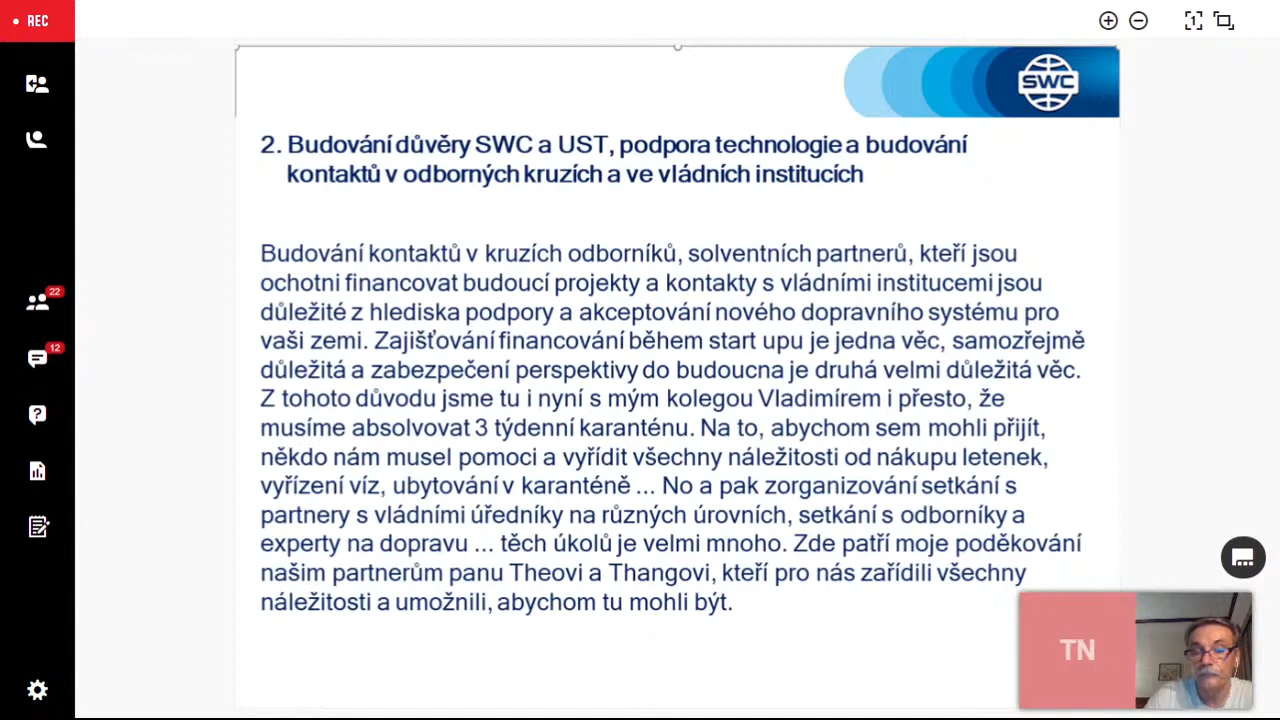 REC
SWC
2. Budování důvěry SWC a UST, podpora technologie a budování
kontaktů v odborných kruzích a ve vládních institucích
Budování kontaktů v kruzích odborníků, solventních partnerů, kteří jsou
ochotni financovat budoucí projekty a kontakty s vládními institucemi jsou
důležité z hlediska podpory a akceptování nového dopravního systému pro
vaši zemi. Zajišťování financování během start upu je jedna věc, samozřejmě
důležitá a zabezpečení perspektivy do budoucna je druhá velmi důležitá věc.
Z tohoto důvodu jsme tu i nyní s mým kolegou Vladimírem i přesto, že
musíme absolvovat 3 týdenní karanténu. Na to, abychom sem mohli přijít,
někdo nám musel pomoci a vyřídit všechny náležitosti od nákupu letenek,
vyřízení víz, ubytování v karanténě ... No a pak zorganizování setkání s
partnery s vládními úředníky na různých úrovních, setkání s odborníky a
experty na dopravu ... těch úkolů je velmi mnoho. Zde patří moje poděkování
našim partnerům panu Theovi a Thangovi, kteří pro nás zařídili všechny
náležitosti a umožnili, abychom tu mohli být.
22
12
1
TN